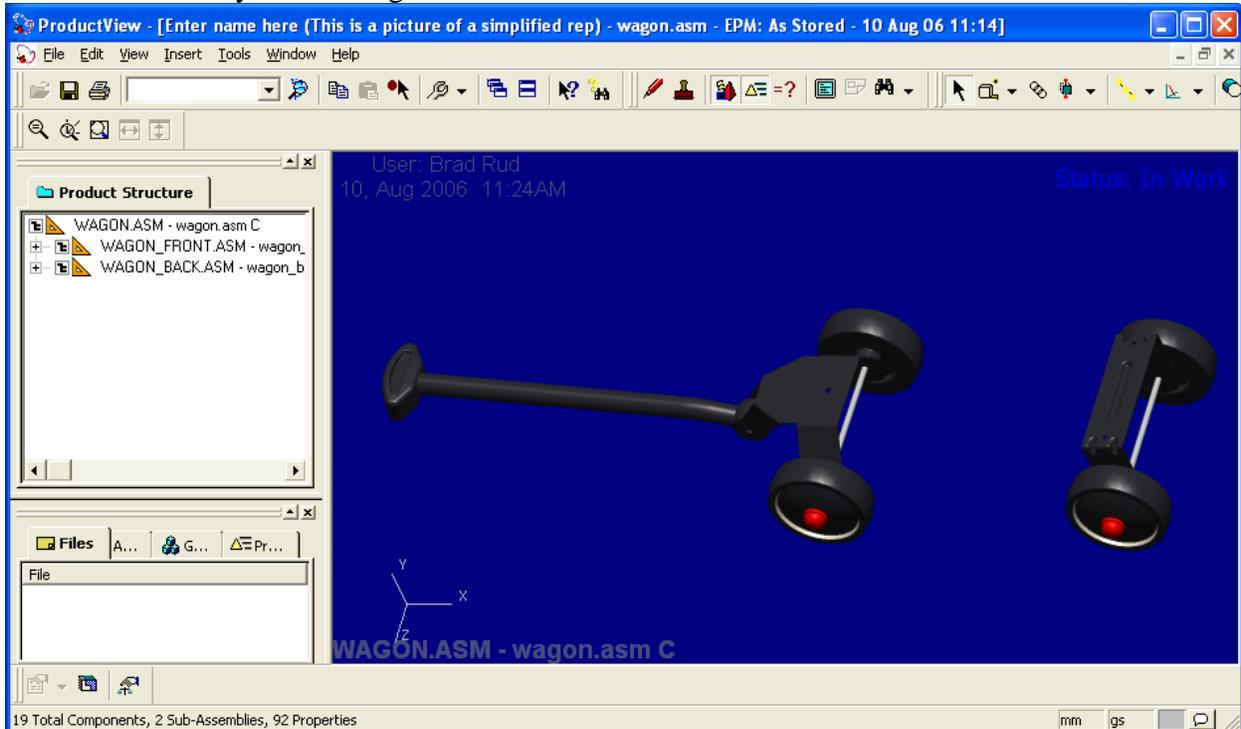 ProductView - [Enter name here (This is a picture of a simplified rep) - wagon.asm - EPM: As Stored - 10 Aug 06 11:14]
File Edit View Insert Tools Window Help
Product Structure
WAGON.ASM - wagon.asm C
WAGON_FRONT.ASM - wagon_
WAGON_BACK.ASM - wagon_b
User: Brad Rud
10, Aug 2006 11:24AM
Status: In Work
Files A... G... Pr...
File
Y
X
Z
WAGON.ASM - wagon.asm C
19 Total Components, 2 Sub-Assemblies, 92 Properties mm gs